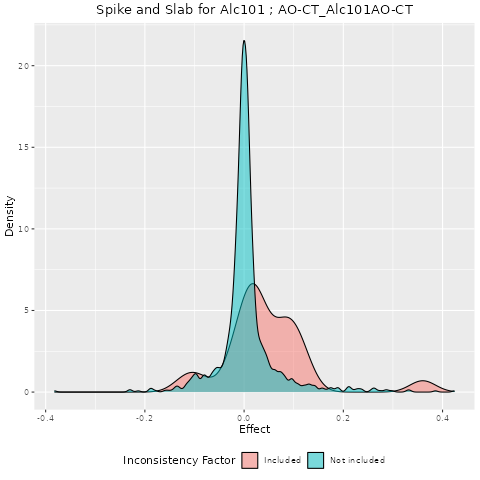 Spike and Slab for Alc101 ; AO-CT_Alc101AO-CT
Density
20
15
10
5
0
-0.4 -0.2 0.0 0.2 0.4
Effect
Inconsistency Factor Included Not included